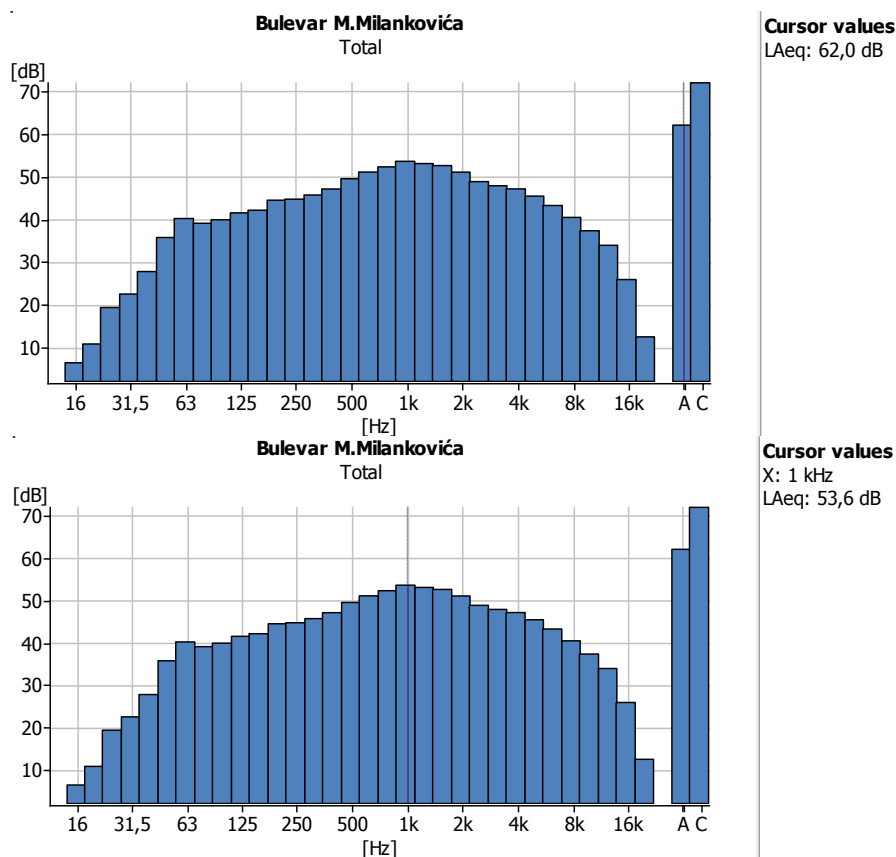 Bulevar M.Milankovića
Total
Cursor values
LAeq: 62,0 dB
[dB]
70
60
50
40
30
20
10
16 31,5 63 125 250 500 1k 2k 4k 8k 16k A C
[Hz]
Bulevar M.Milankovića
Total
Cursor values
X: 1 kHz
LAeq: 53,6 dB
[dB]
70
60
50
40
30
20
10
16 31,5 63 125 250 500 1k 2k 4k 8k 16k A C
[Hz]